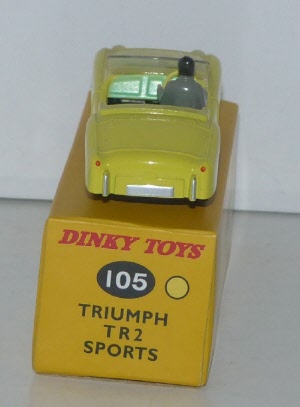 DINKY TOYS
105
TRIUMPH
TR2
SPORTS